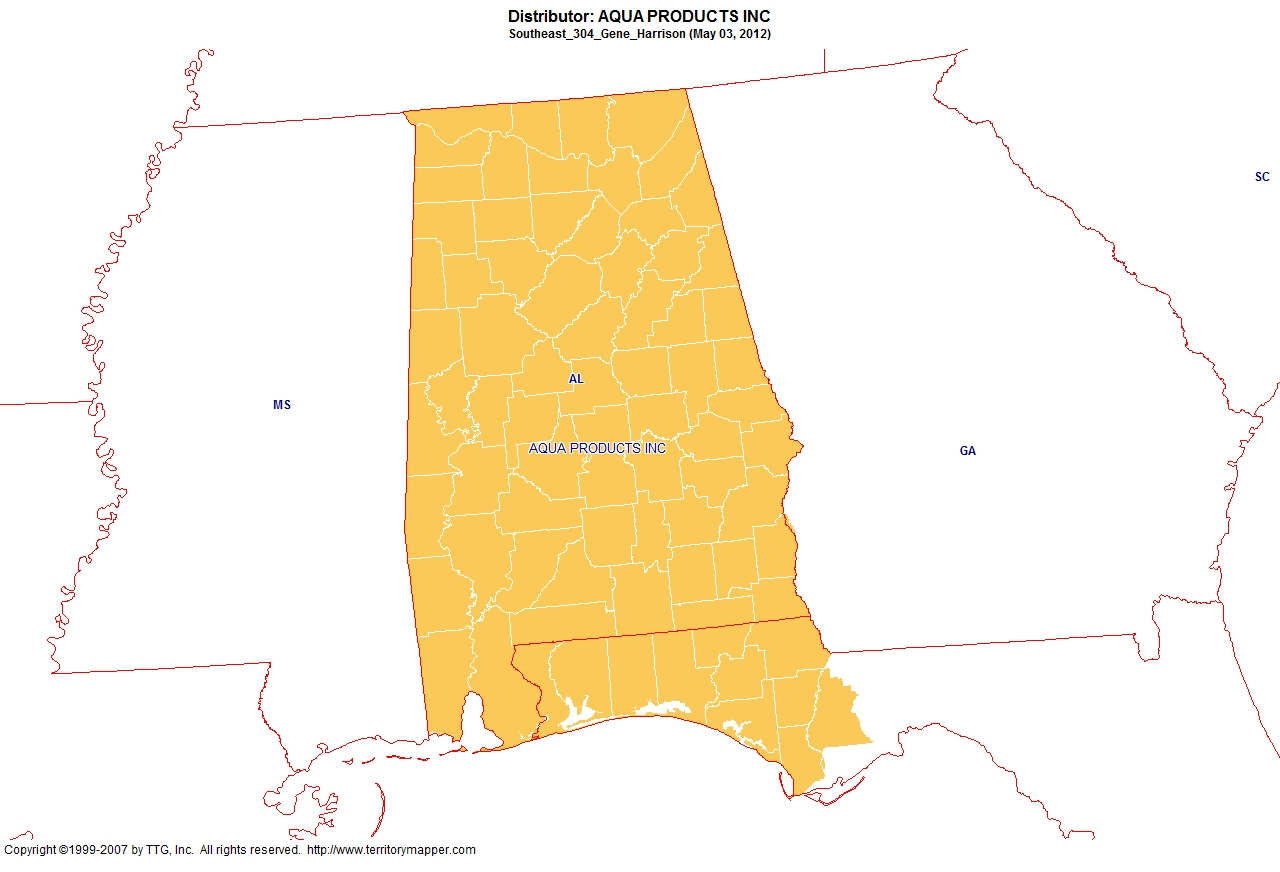 Distributor: AQUA PRODUCTS INC
Southeast_304_Gene_Harrison (May 03, 2012)
SC
AL
MS
AQUA PRODUCTS INC
GA
Copyright ©1999-2007 by TTG, Inc.  All rights reserved.  http://www.territorymapper.com